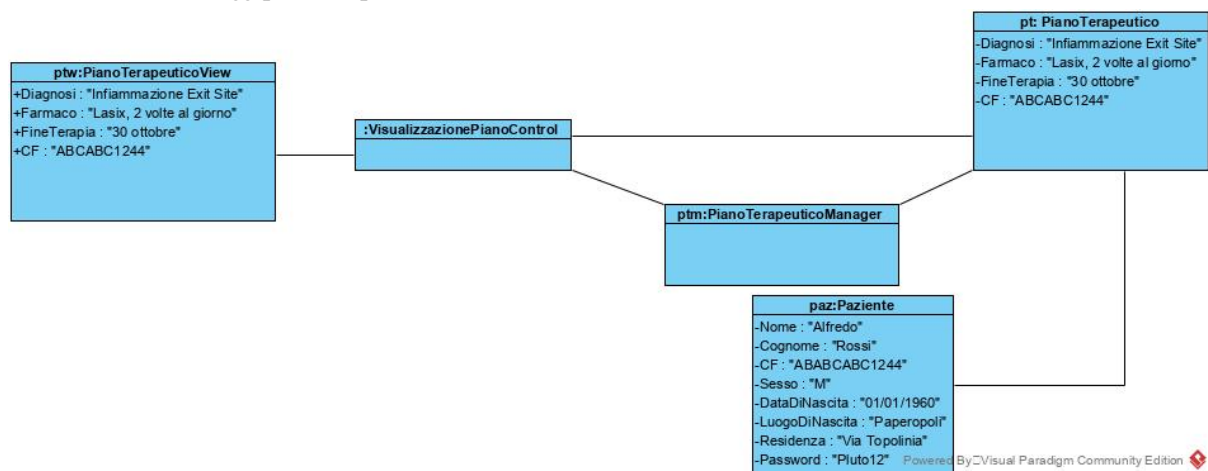 ptw:PianoTerapeuticoView
+Diagnosi : "Infiammazione Exit Site"
+Farmaco : "Lasix, 2 volte al giorno"
+FineTerapia : "30 ottobre"
+CF : "ABCABC1244"
:VisualizzazionePianoControl
pt: PianoTerapeutico
-Diagnosi : "Infiammazione Exit Site"
-Farmaco : "Lasix, 2 volte al giorno"
-FineTerapia : "30 ottobre"
-CF : "ABCABC1244"
ptm:PianoTerapeuticoManager
paz:Paziente
-Nome : "Alfredo"
-Cognome : "Rossi"
-CF : "ABABCABC1244"
-Sesso : "M"
-DataDiNascita : "01/01/1960"
-LuogoDiNascita : "Paperopoli"
-Residenza : "Via Topolinia"
-Password : "Pluto12"
Powered By Visual Paradigm Community Edition